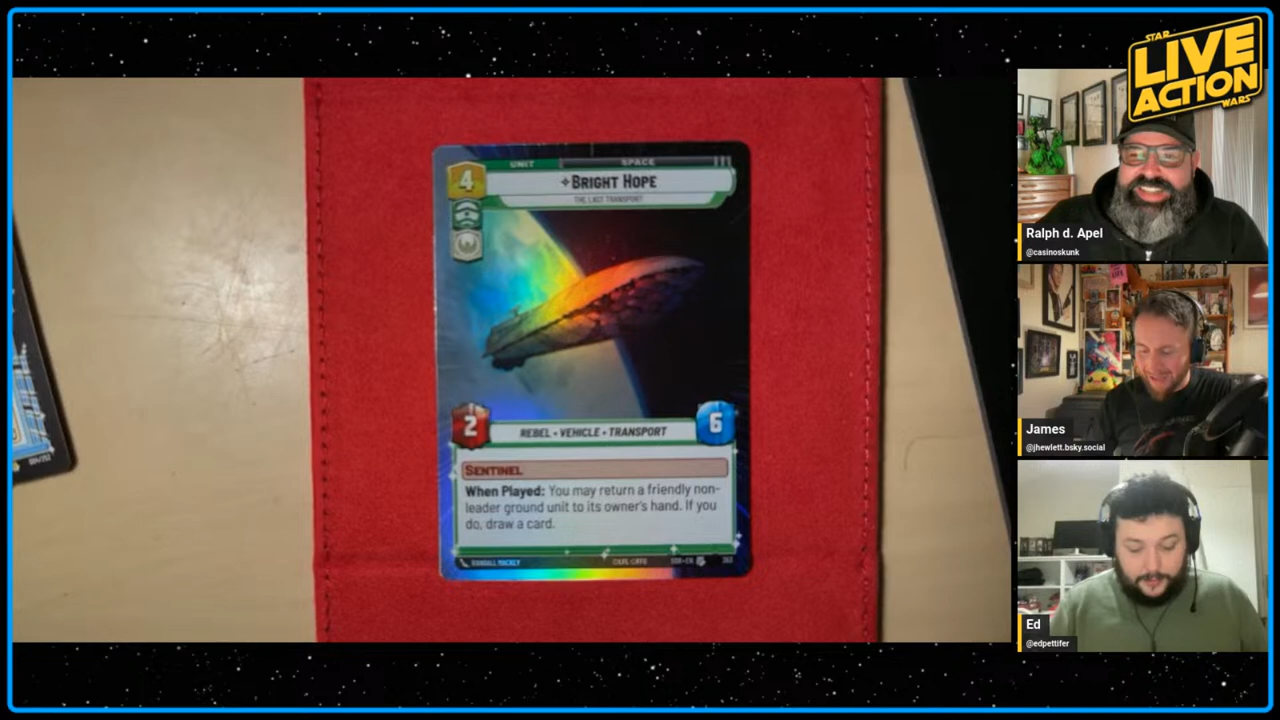 STAR
LIVE
ACTION
WARS
UNIT
SPACE
4
BRIGHT HOPE
THE LAST TRANSPORT
2
REBEL • VEHICLE • TRANSPORT
6
SENTINEL
When Played: You may return a friendly non-
leader ground unit to its owner's hand. If you
do, draw a card.
RANDALL MACKEY
Ralph d. Apel
@casinoskunk
James
@jhewlett.bsky.social
Ed
@edpettifer